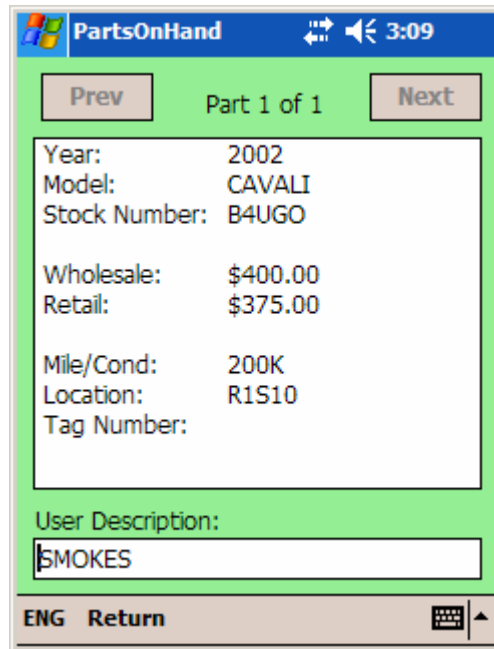 PartsOnHand 3:09
Prev Part 1 of 1 Next
Year: 2002
Model: CAVALI
Stock Number: B4UGO
Wholesale: $400.00
Retail: $375.00
Mile/Cond: 200K
Location: R1S10
Tag Number:
User Description:
SMOKES
ENG Return